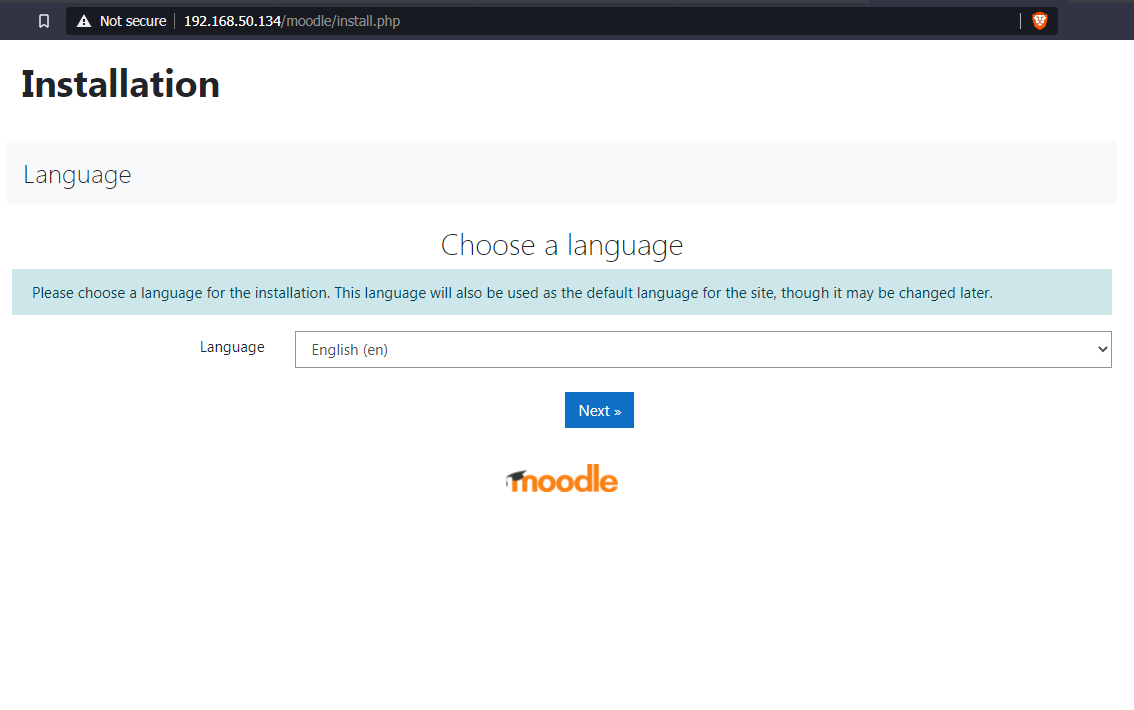 Not secure 192.168.50.134/moodle/install.php
Installation
Language
Choose a language
Please choose a language for the installation. This language will also be used as the default language for the site, though it may be changed later.
Language English (en)
Next »
moodle